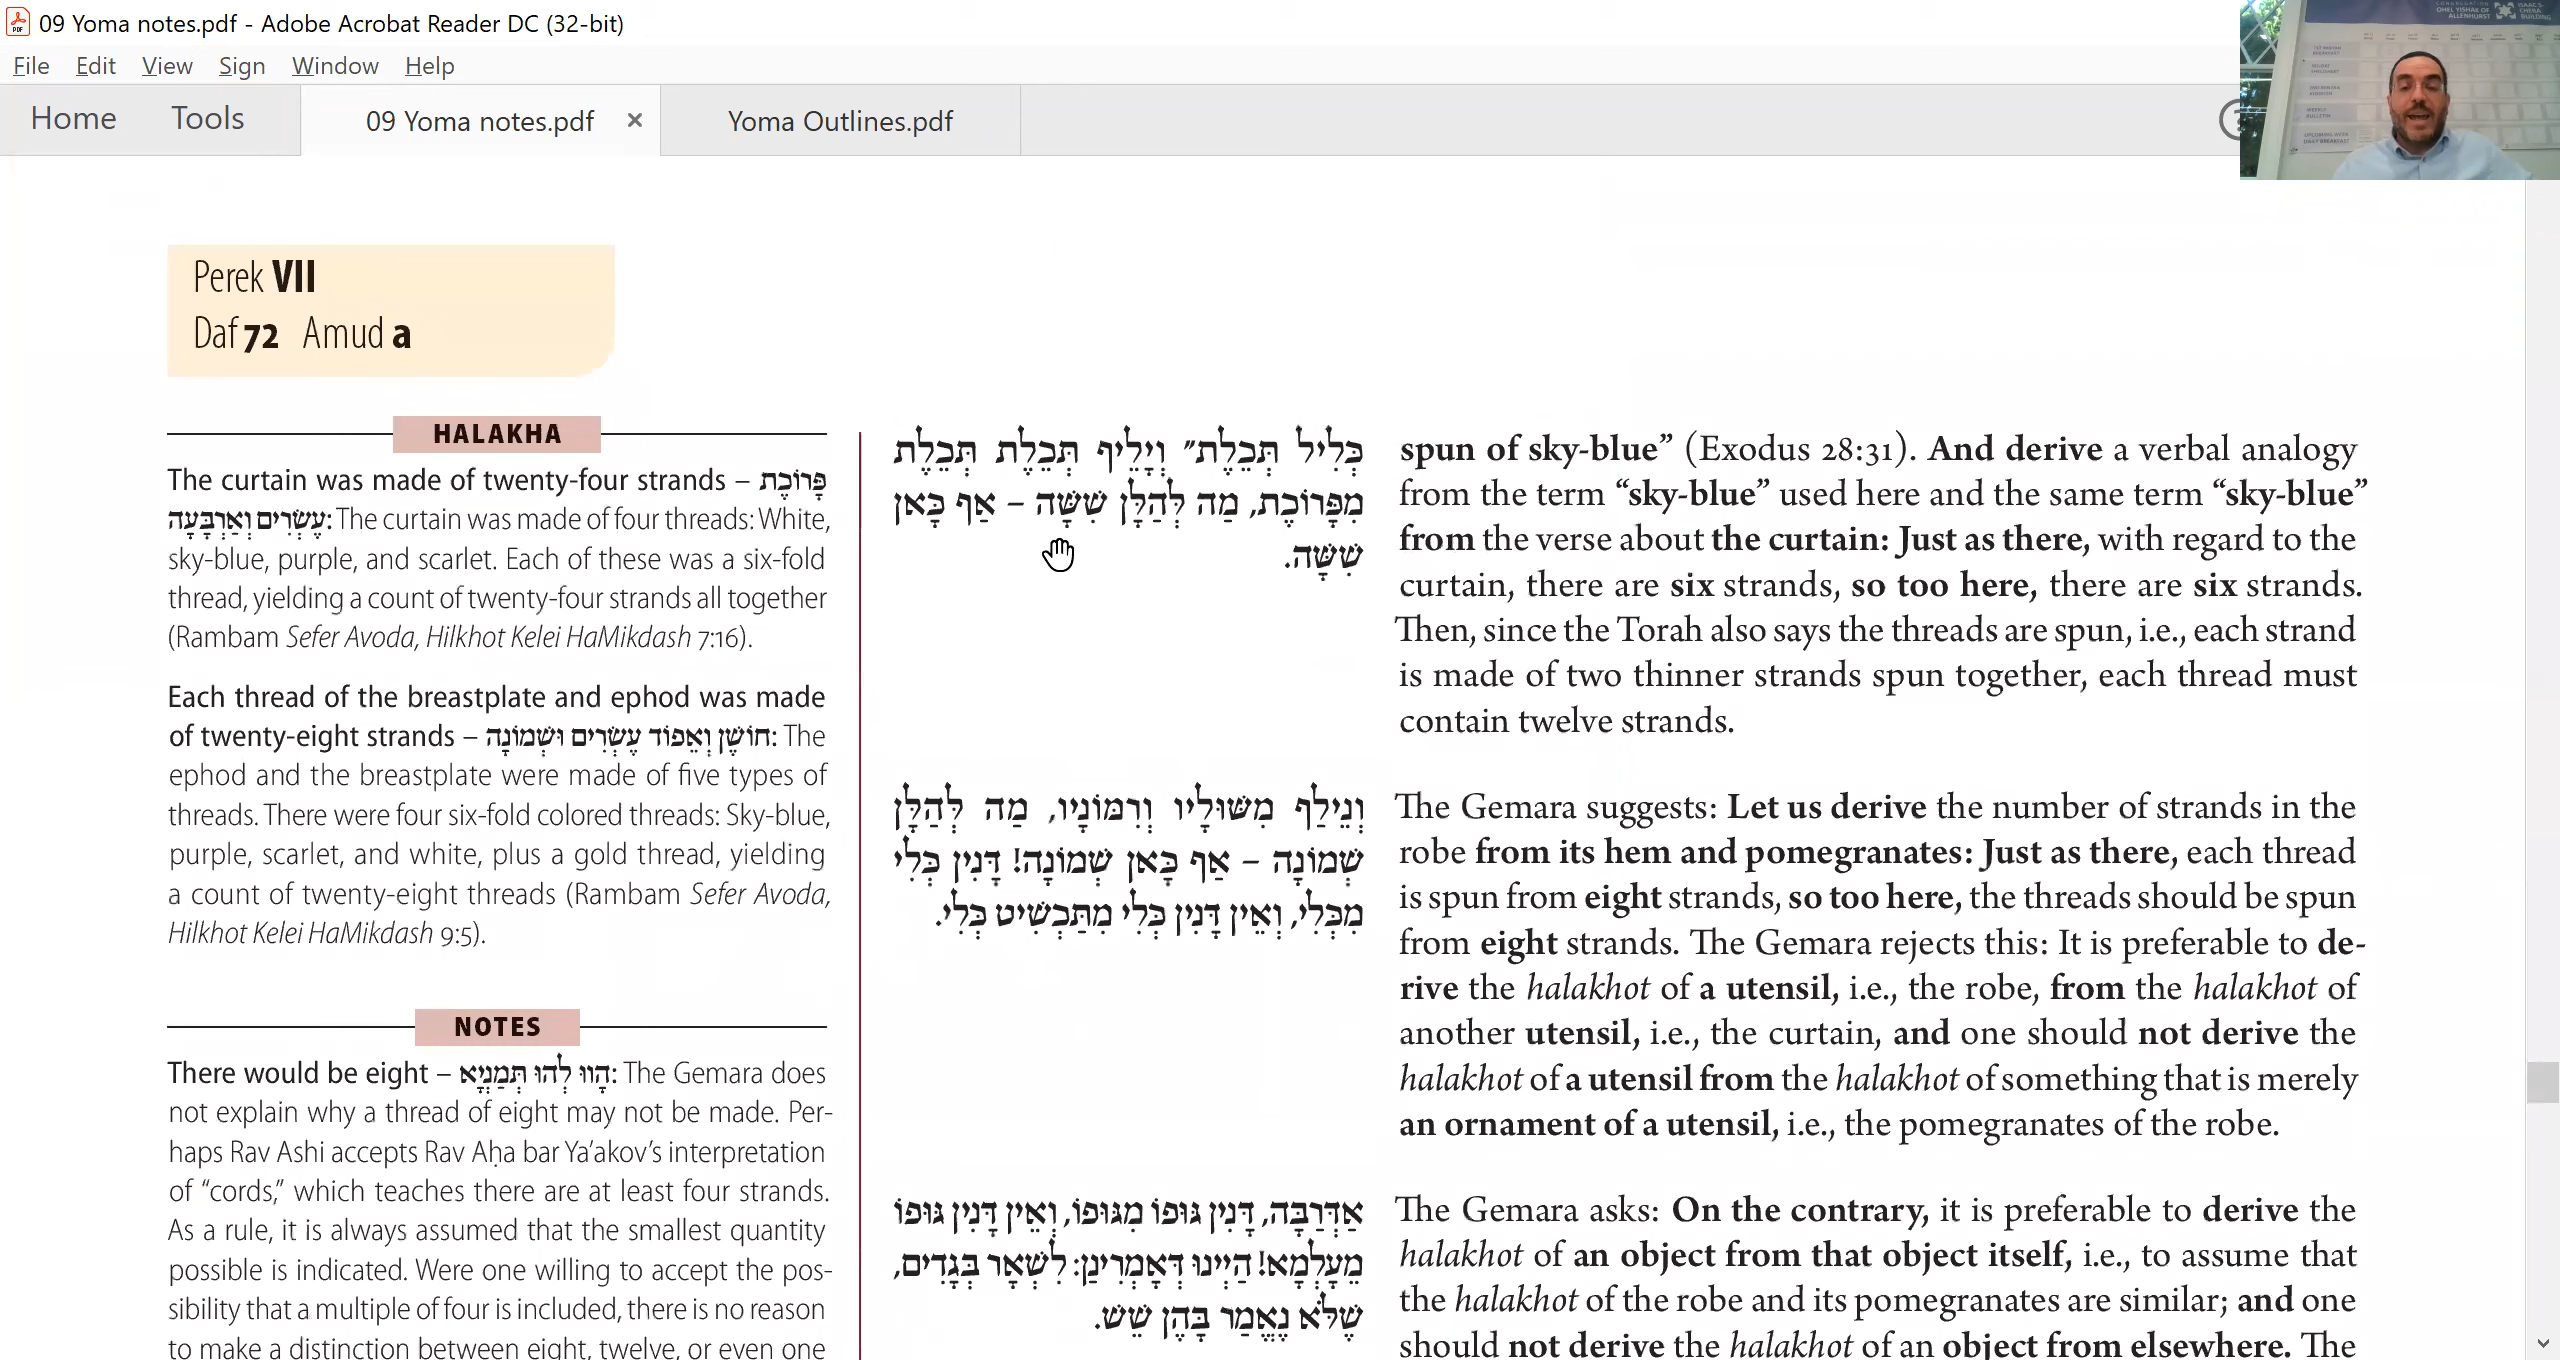 09 Yoma notes.pdf - Adobe Acrobat Reader DC (32-bit)
File Edit View Sign Window Help
Home Tools 09 Yoma notes.pdf × Yoma Outlines.pdf
Perek VII
Daf 72 Amud a
HALAKHA
The curtain was made of twenty-four strands – פָּרוֹכֶת
עֶשְׂרִים וְאַרְבָּעָה: The curtain was made of four threads: White,
sky-blue, purple, and scarlet. Each of these was a six-fold
thread, yielding a count of twenty-four strands all together
(Rambam Sefer Avoda, Hilkhot Kelei HaMikdash 7:16).
Each thread of the breastplate and ephod was made
of twenty-eight strands – חוֹשֶׁן וְאֵפוֹד עֶשְׂרִים וּשְׁמוֹנָה: The
ephod and the breastplate were made of five types of
threads. There were four six-fold colored threads: Sky-blue,
purple, scarlet, and white, plus a gold thread, yielding
a count of twenty-eight threads (Rambam Sefer Avoda,
Hilkhot Kelei HaMikdash 9:5).
NOTES
There would be eight – הָווּ לְהוּ תְּמַנְיָא: The Gemara does
not explain why a thread of eight may not be made. Per-
haps Rav Ashi accepts Rav Aḥa bar Ya’akov’s interpretation
of “cords,” which teaches there are at least four strands.
As a rule, it is always assumed that the smallest quantity
possible is indicated. Were one willing to accept the pos-
sibility that a multiple of four is included, there is no reason
to make a distinction between eight, twelve, or even one
כְּלִיל תְּכֵלֶת״ וְיָלֵיף תְּכֵלֶת תְּכֵלֶת
מִפָּרוֹכֶת, מַה לְּהַלָּן שִׁשָּׁה – אַף כָּאן
שִׁשָּׁה.
וְנֵילַף מִשּׁוּלָיו וְרִמּוֹנָיו, מַה לְּהַלָּן
שְׁמוֹנָה – אַף כָּאן שְׁמוֹנָה! דָּנִין כְּלִי
מִכְּלִי, וְאֵין דָּנִין כְּלִי מִתַּכְשִׁיט כְּלִי.
אַדְּרַבָּה, דָּנִין גּוּפוֹ מִגּוּפוֹ, וְאֵין דָּנִין גּוּפוֹ
מֵעָלְמָא! הַיְינוּ דְּאָמְרִינַן: לִשְׁאָר בְּגָדִים,
שֶׁלֹּא נֶאֱמַר בָּהֶן שֵׁשׁ.
spun of sky-blue” (Exodus 28:31). And derive a verbal analogy
from the term “sky-blue” used here and the same term “sky-blue”
from the verse about the curtain: Just as there, with regard to the
curtain, there are six strands, so too here, there are six strands.
Then, since the Torah also says the threads are spun, i.e., each strand
is made of two thinner strands spun together, each thread must
contain twelve strands.
The Gemara suggests: Let us derive the number of strands in the
robe from its hem and pomegranates: Just as there, each thread
is spun from eight strands, so too here, the threads should be spun
from eight strands. The Gemara rejects this: It is preferable to de-
rive the halakhot of a utensil, i.e., the robe, from the halakhot of
another utensil, i.e., the curtain, and one should not derive the
halakhot of a utensil from the halakhot of something that is merely
an ornament of a utensil, i.e., the pomegranates of the robe.
The Gemara asks: On the contrary, it is preferable to derive the
halakhot of an object from that object itself, i.e., to assume that
the halakhot of the robe and its pomegranates are similar; and one
should not derive the halakhot of an object from elsewhere. The